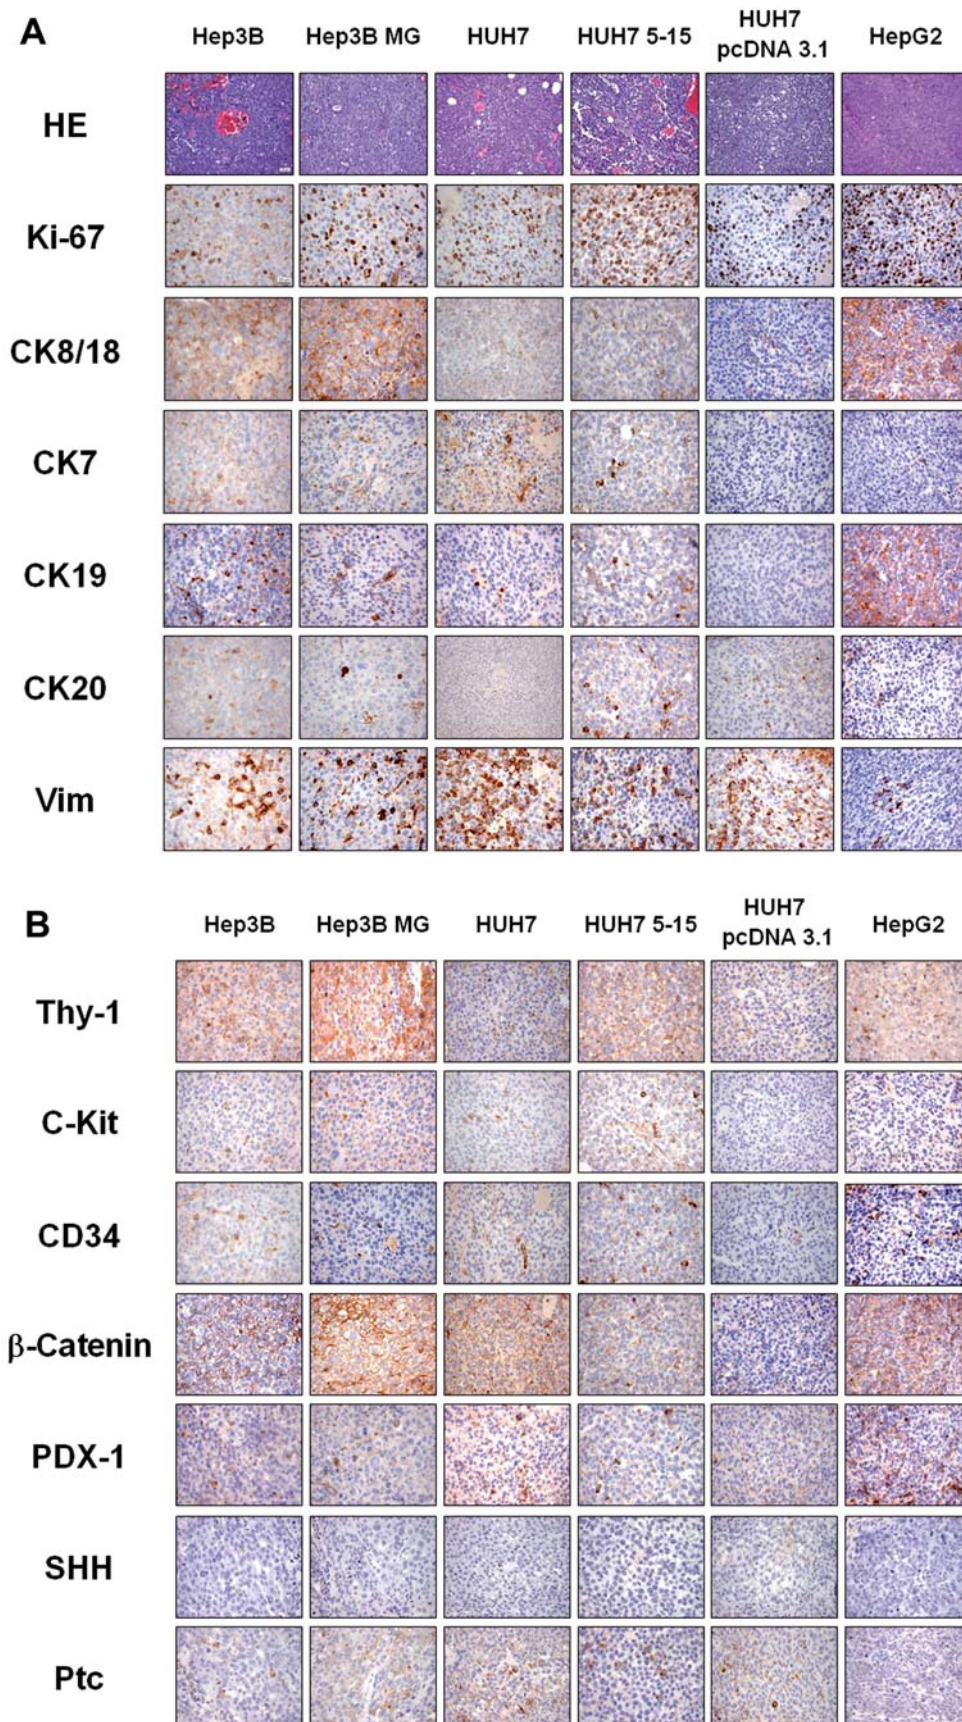 A
Hep3B Hep3B MG HUH7 HUH7 5-15 HUH7 pcDNA 3.1 HepG2
HE
Ki-67
CK8/18
CK7
CK19
CK20
Vim
B
Hep3B Hep3B MG HUH7 HUH7 5-15 HUH7 pcDNA 3.1 HepG2
Thy-1
C-Kit
CD34
β-Catenin
PDX-1
SHH
Ptc